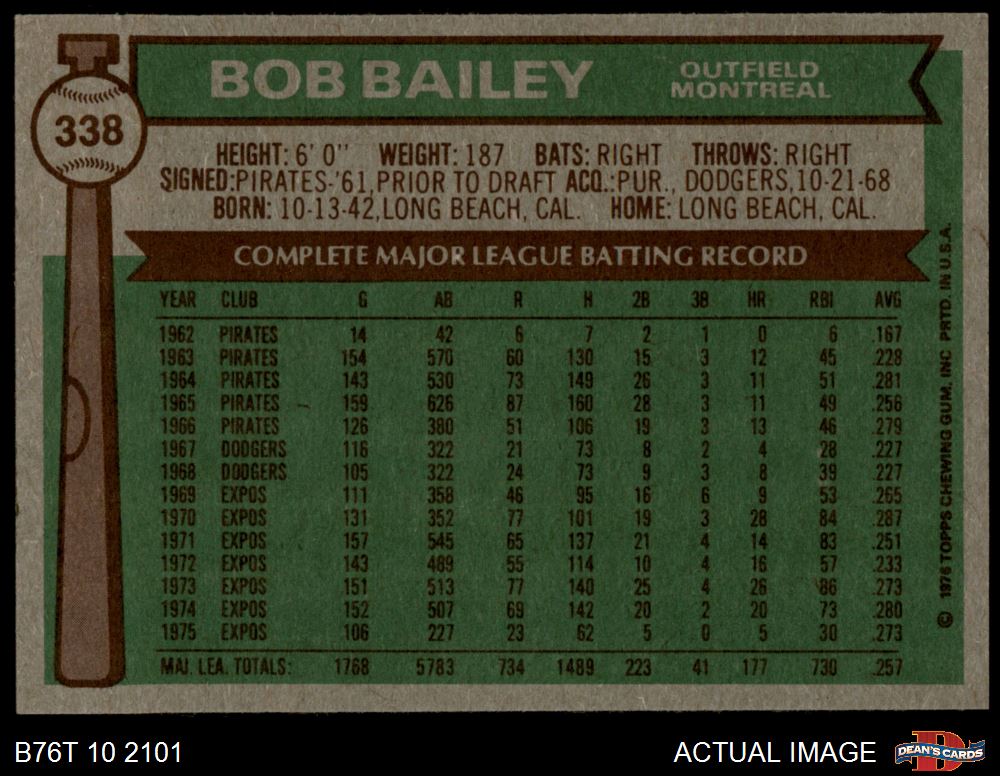 338
BOB BAILEY
OUTFIELD
MONTREAL
HEIGHT: 6' 0" WEIGHT: 187 BATS: RIGHT THROWS: RIGHT
SIGNED:PIRATES-'61,PRIOR TO DRAFT ACQ.:PUR., DODGERS,10-21-68
BORN: 10-13-42,LONG BEACH, CAL. HOME: LONG BEACH, CAL.
COMPLETE MAJOR LEAGUE BATTING RECORD
YEAR CLUB G AB R H 2B 3B HR RBI AVG
1962 PIRATES 14 42 6 7 2 1 0 6 .167
1963 PIRATES 154 570 60 130 15 3 12 45 .228
1964 PIRATES 143 530 73 149 26 3 11 51 .281
1965 PIRATES 159 626 87 160 28 3 11 49 .256
1966 PIRATES 126 380 51 106 19 3 13 46 .279
1967 DODGERS 116 322 21 73 8 2 4 28 .227
1968 DODGERS 105 322 24 73 9 3 8 39 .227
1969 EXPOS 111 358 46 95 16 6 9 53 .265
1970 EXPOS 131 352 77 101 19 3 28 84 .287
1971 EXPOS 157 545 65 137 21 4 14 83 .251
1972 EXPOS 143 489 55 114 10 4 16 57 .233
1973 EXPOS 151 513 77 140 25 4 26 86 .273
1974 EXPOS 152 507 69 142 20 2 20 73 .280
1975 EXPOS 106 227 23 62 5 0 5 30 .273
MAJ. LEA. TOTALS: 1768 5783 734 1489 223 41 177 730 .257
© 1976 TOPPS CHEWING GUM, INC PRTD. IN U.S.A.
B76T 10 2101
ACTUAL IMAGE
DEAN'S CARDS